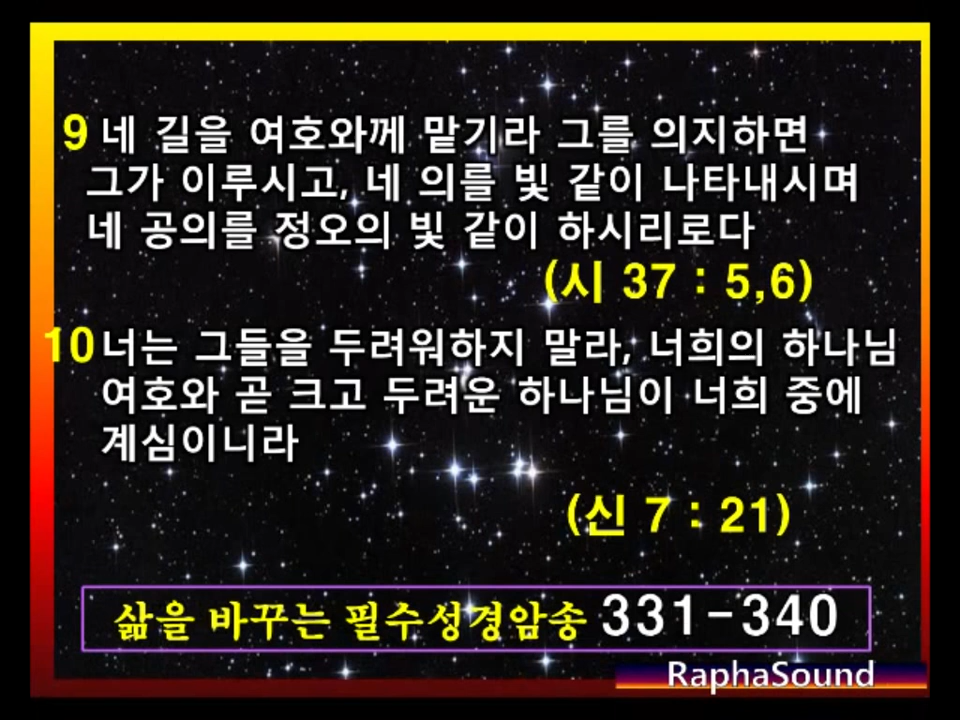 9 네 길을 여호와께 맡기라 그를 의지하면
그가 이루시고, 네 의를 빛 같이 나타내시며
네 공의를 정오의 빛 같이 하시리로다
(시 37 : 5,6)
10 너는 그들을 두려워하지 말라, 너희의 하나님
여호와 곧 크고 두려운 하나님이 너희 중에
계심이니라
(신 7 : 21)
삶을 바꾸는 필수성경암송 331-340
RaphaSound